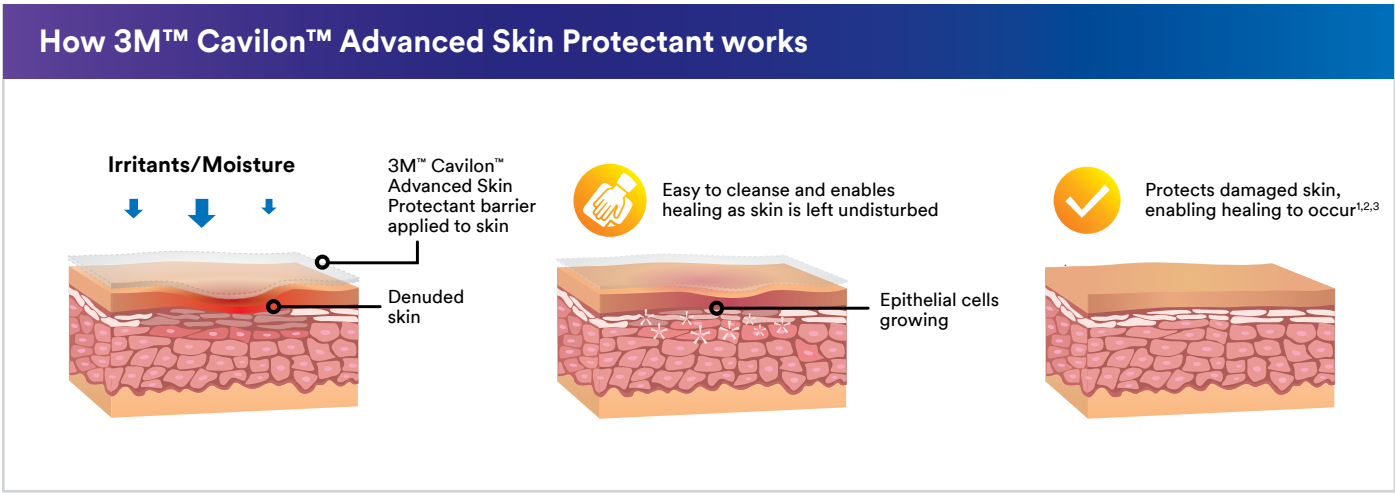 How 3M™ Cavilon™ Advanced Skin Protectant works
Irritants/Moisture
3M™ Cavilon™
Advanced Skin
Protectant barrier
applied to skin
Denuded
skin
Easy to cleanse and enables
healing as skin is left undisturbed
Epithelial cells
growing
Protects damaged skin,
enabling healing to occur¹,²,³